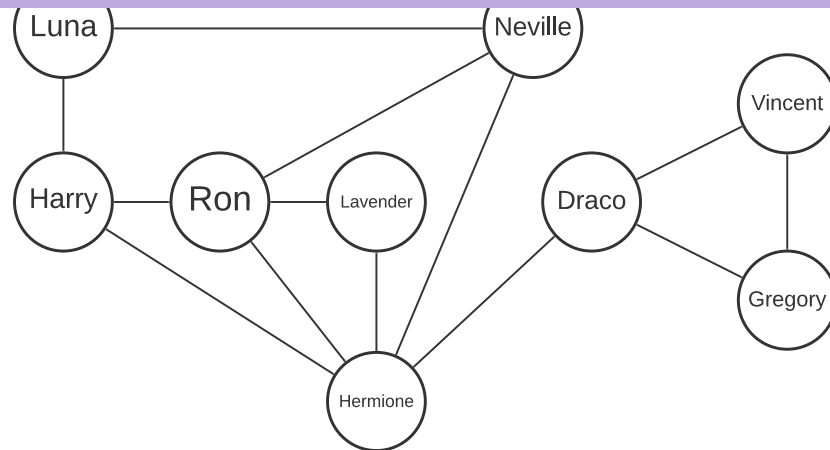 Luna
Neville
Vincent
Harry
Ron
Lavender
Draco
Gregory
Hermione